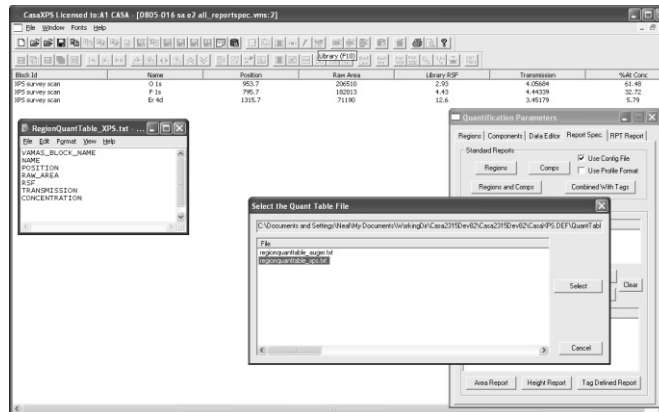 CasaXPS Licensed to:A1 CASA - [DB05-016 sa e2 all_reportspec.vms:2]
File Window Fonts Help
Library (F10)
Block Id Name Position Raw Area Library RSF Transmission %At Conc
XPS survey scan O 1s 953.7 206510 2.93 4.05684 61.48
XPS survey scan F 1s 795.7 182813 4.43 4.44339 32.72
XPS survey scan Er 4d 1315.7 71190 12.6 3.45179 5.79
RegionQuantTable_XPS.txt - ...
File Edit Format View Help
VAMAS_BLOCK_NAME
NAME
POSITION
RAW_AREA
RSF
TRANSMISSION
CONCENTRATION
Quantification Parameters
Regions Components Data Editor Report Spec. RPT Report
Standard Reports
Use Config File
Regions Comps Use Profile Format
Regions and Comps Combined With Tags
Select the Quant Table File
C:\Documents and Settings\Neal\My Documents\WorkingDir\Casa2315Dev82\Casa2315Dev82\CasaXPS.DEF\QuantTabl
File
regionquanttable_auger.txt
regionquanttable_xps.txt
Select
Cancel
Clear
Area Report Height Report Tag Defined Report